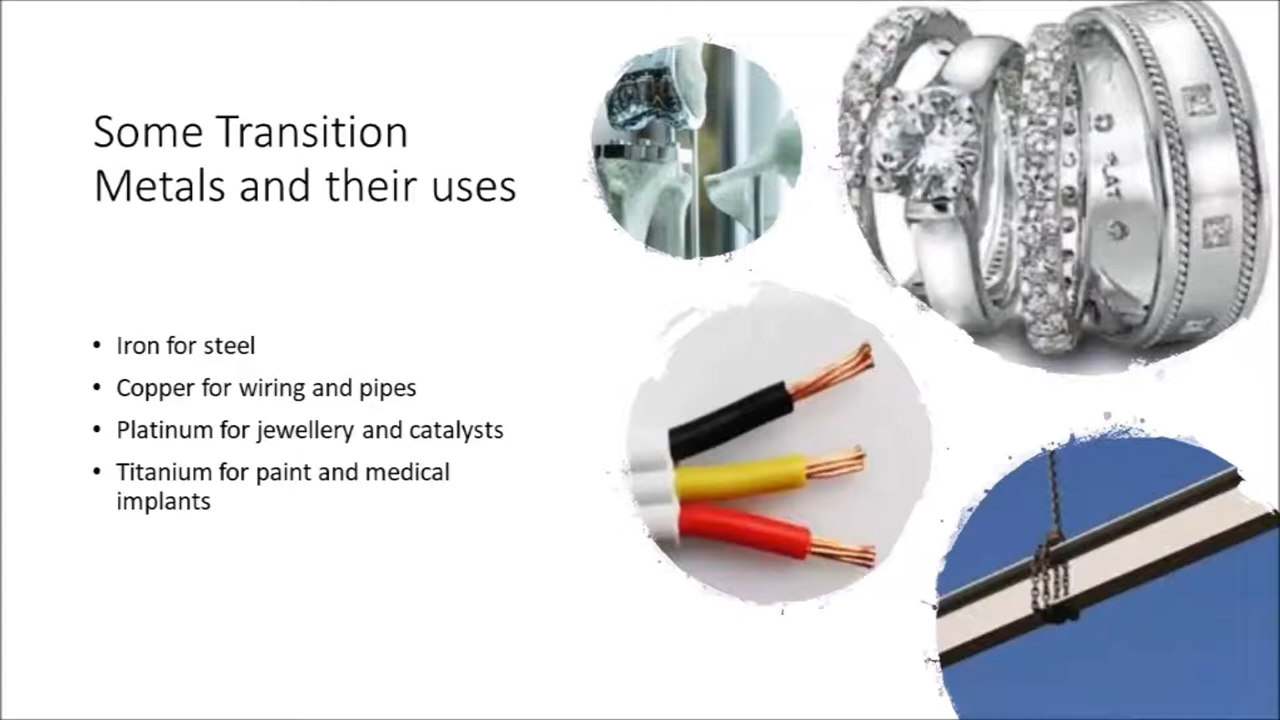 Some Transition
Metals and their uses
• Iron for steel
• Copper for wiring and pipes
• Platinum for jewellery and catalysts
• Titanium for paint and medical
implants